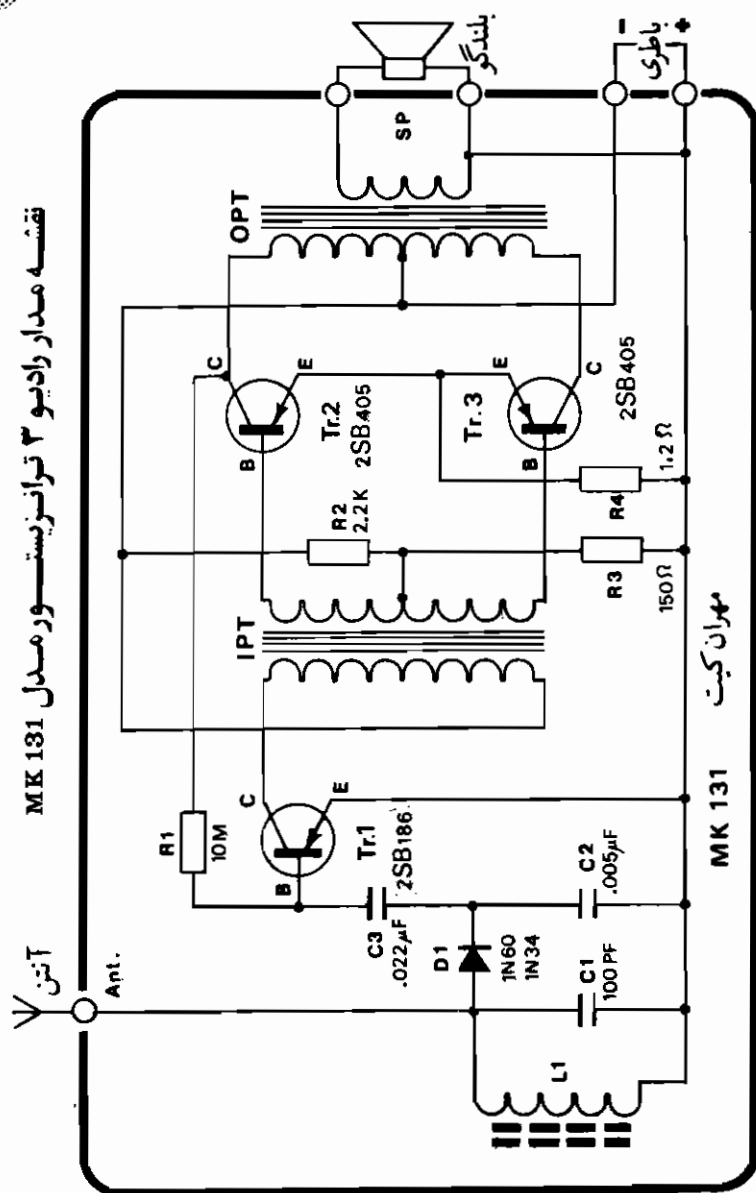 نقشه مدار رادیو ۳ ترانزیستور مدل MK 131
آنتن
Ant.
R1
10M
C
B
E
Tr.1
2SB186
C3
.022µF
D1
1N60
1N34
C1
100PF
C2
.005µF
L1
IPT
R2
2.2K
R3
150Ω
R4
1.2Ω
C
B
E
Tr.2
2SB405
Tr.3
2SB405
E
B
C
OPT
SP
بلندگو
-
باطری
+
MK 131
مهران کیت